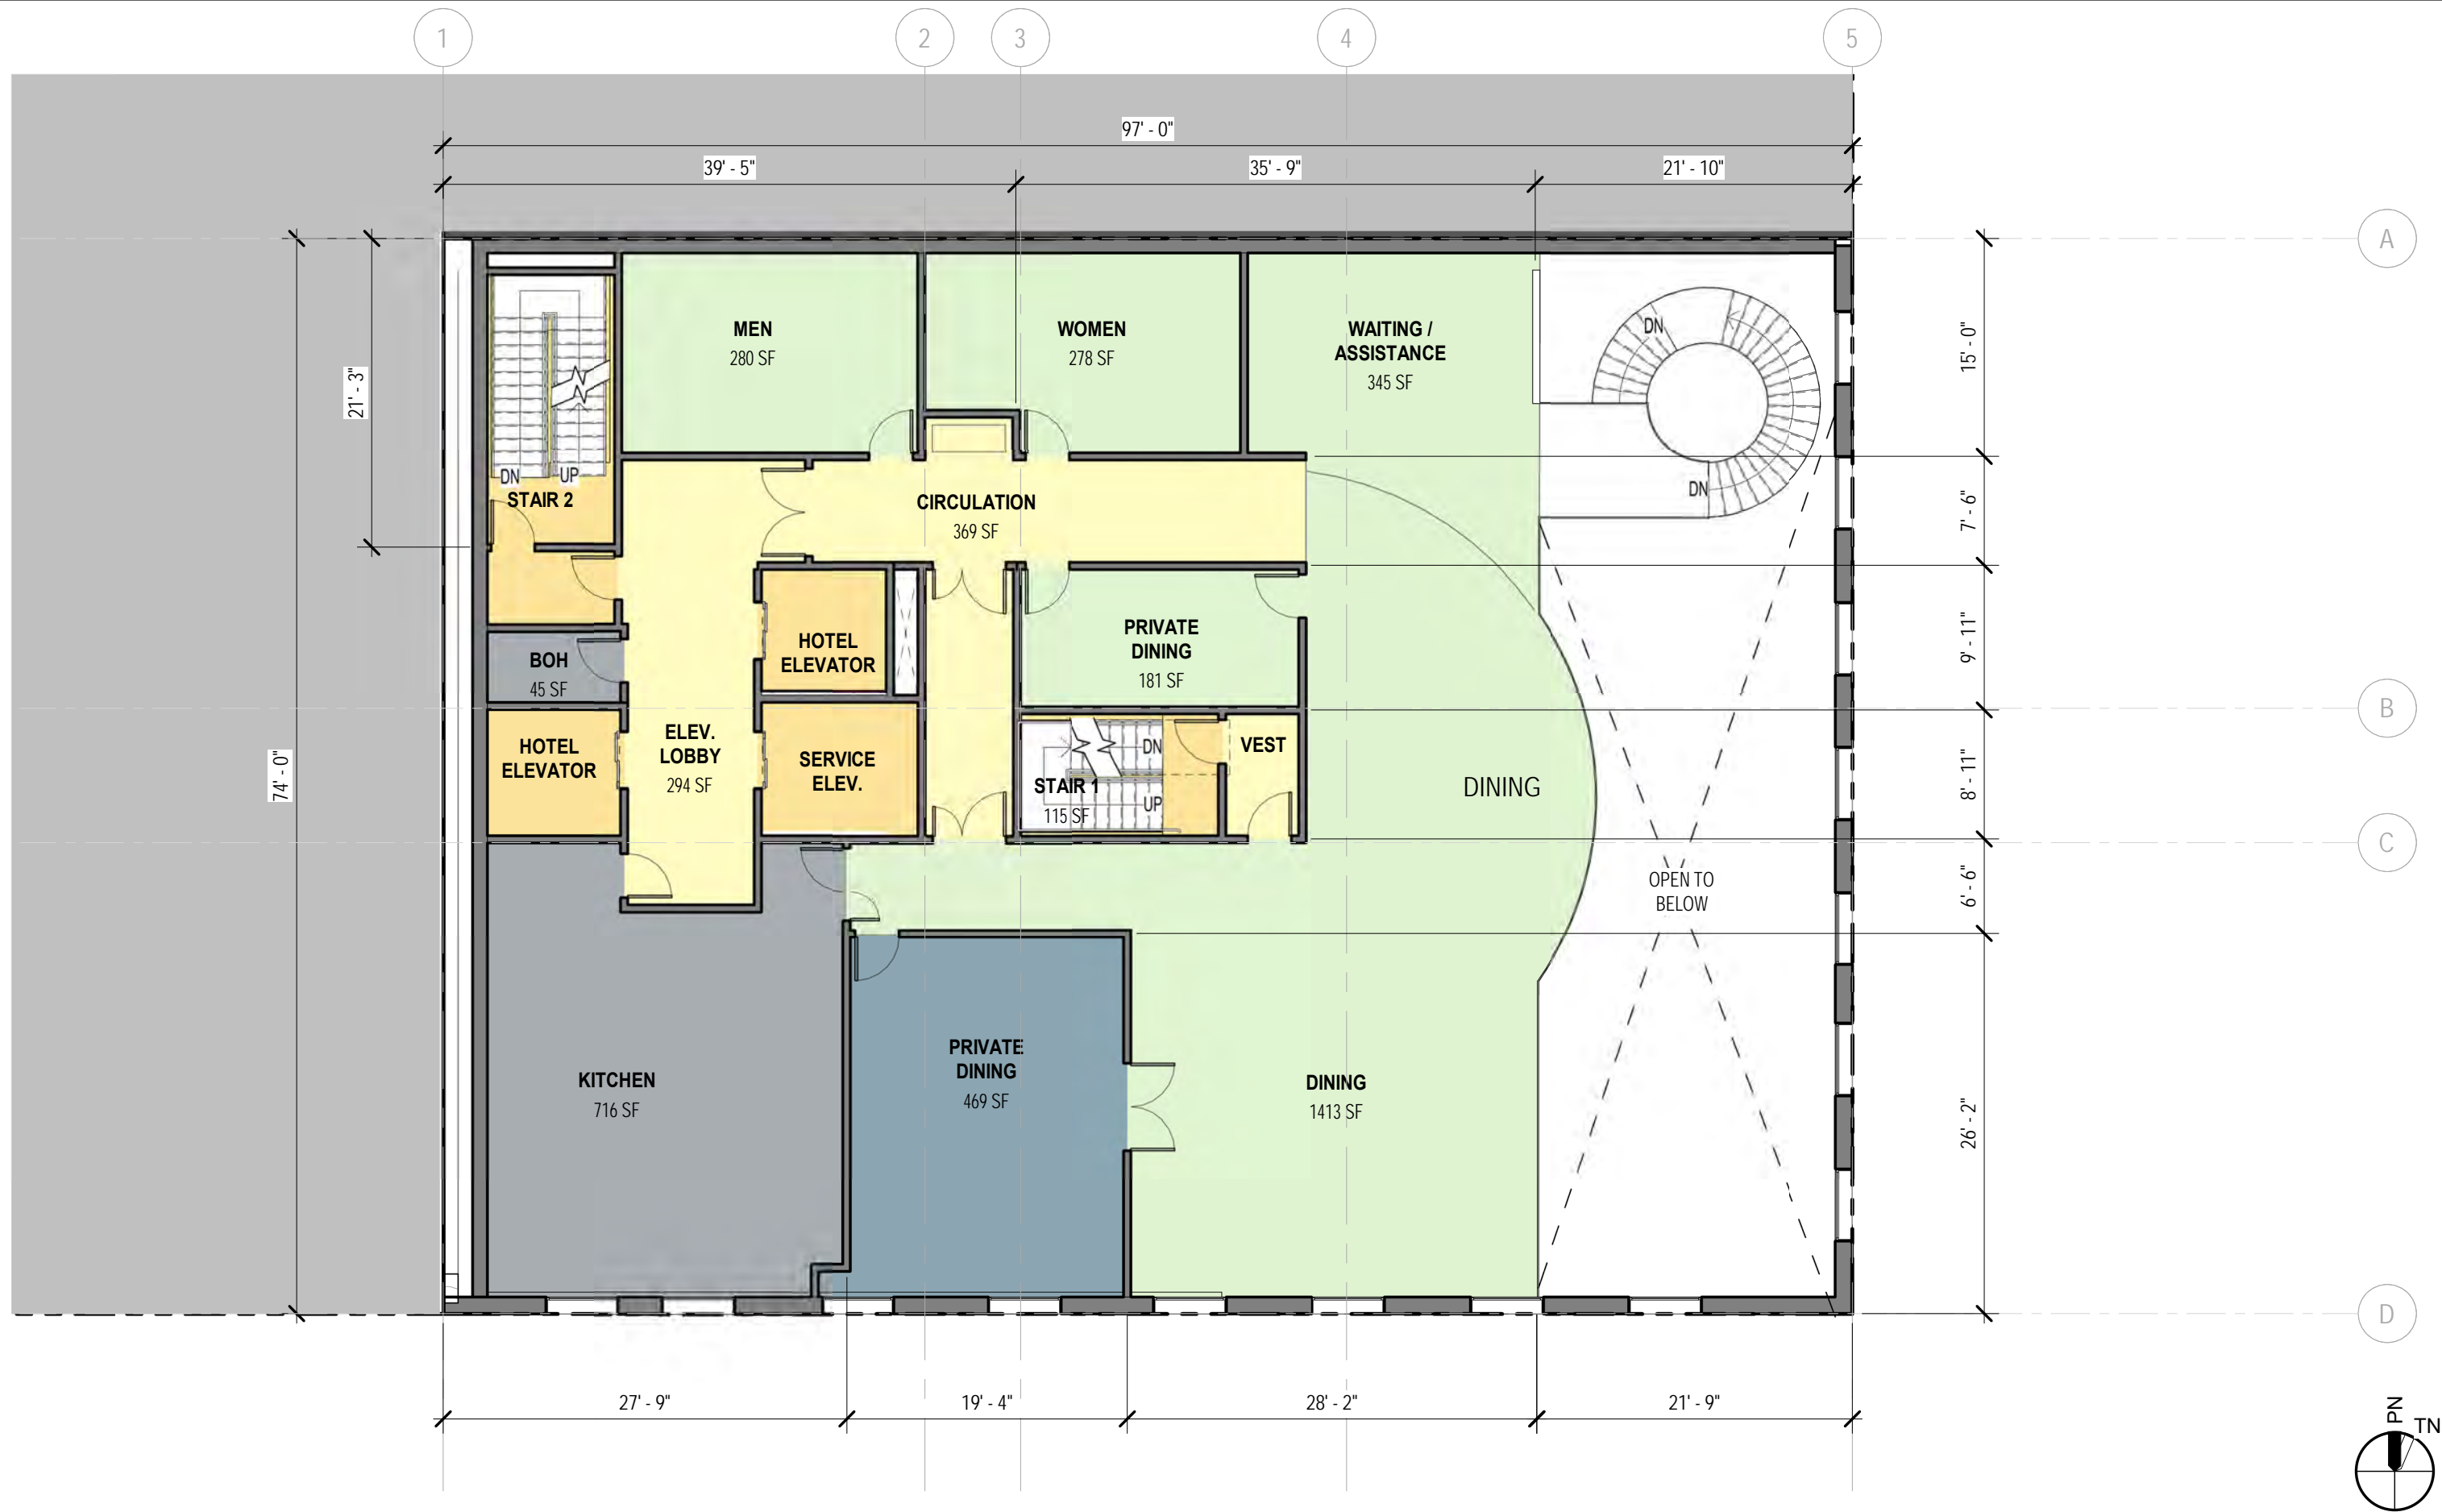 1
2
3
4
5
97' - 0"
39' - 5"
35' - 9"
21' - 10"
A
MEN
280 SF
WOMEN
278 SF
WAITING /
ASSISTANCE
345 SF
DN
15' - 0"
21' - 3"
DN
UP
STAIR 2
CIRCULATION
369 SF
DN
7' - 6"
HOTEL
ELEVATOR
PRIVATE
DINING
181 SF
9' - 11"
BOH
45 SF
B
ELEV.
LOBBY
294 SF
HOTEL
ELEVATOR
SERVICE
ELEV.
DN
VEST
STAIR 1
UP
115 SF
DINING
74' - 0"
8' - 11"
C
OPEN TO
BELOW
6' - 6"
KITCHEN
716 SF
PRIVATE
DINING
469 SF
DINING
1413 SF
26' - 2"
D
27' - 9"
19' - 4"
28' - 2"
21' - 9"
PN
TN